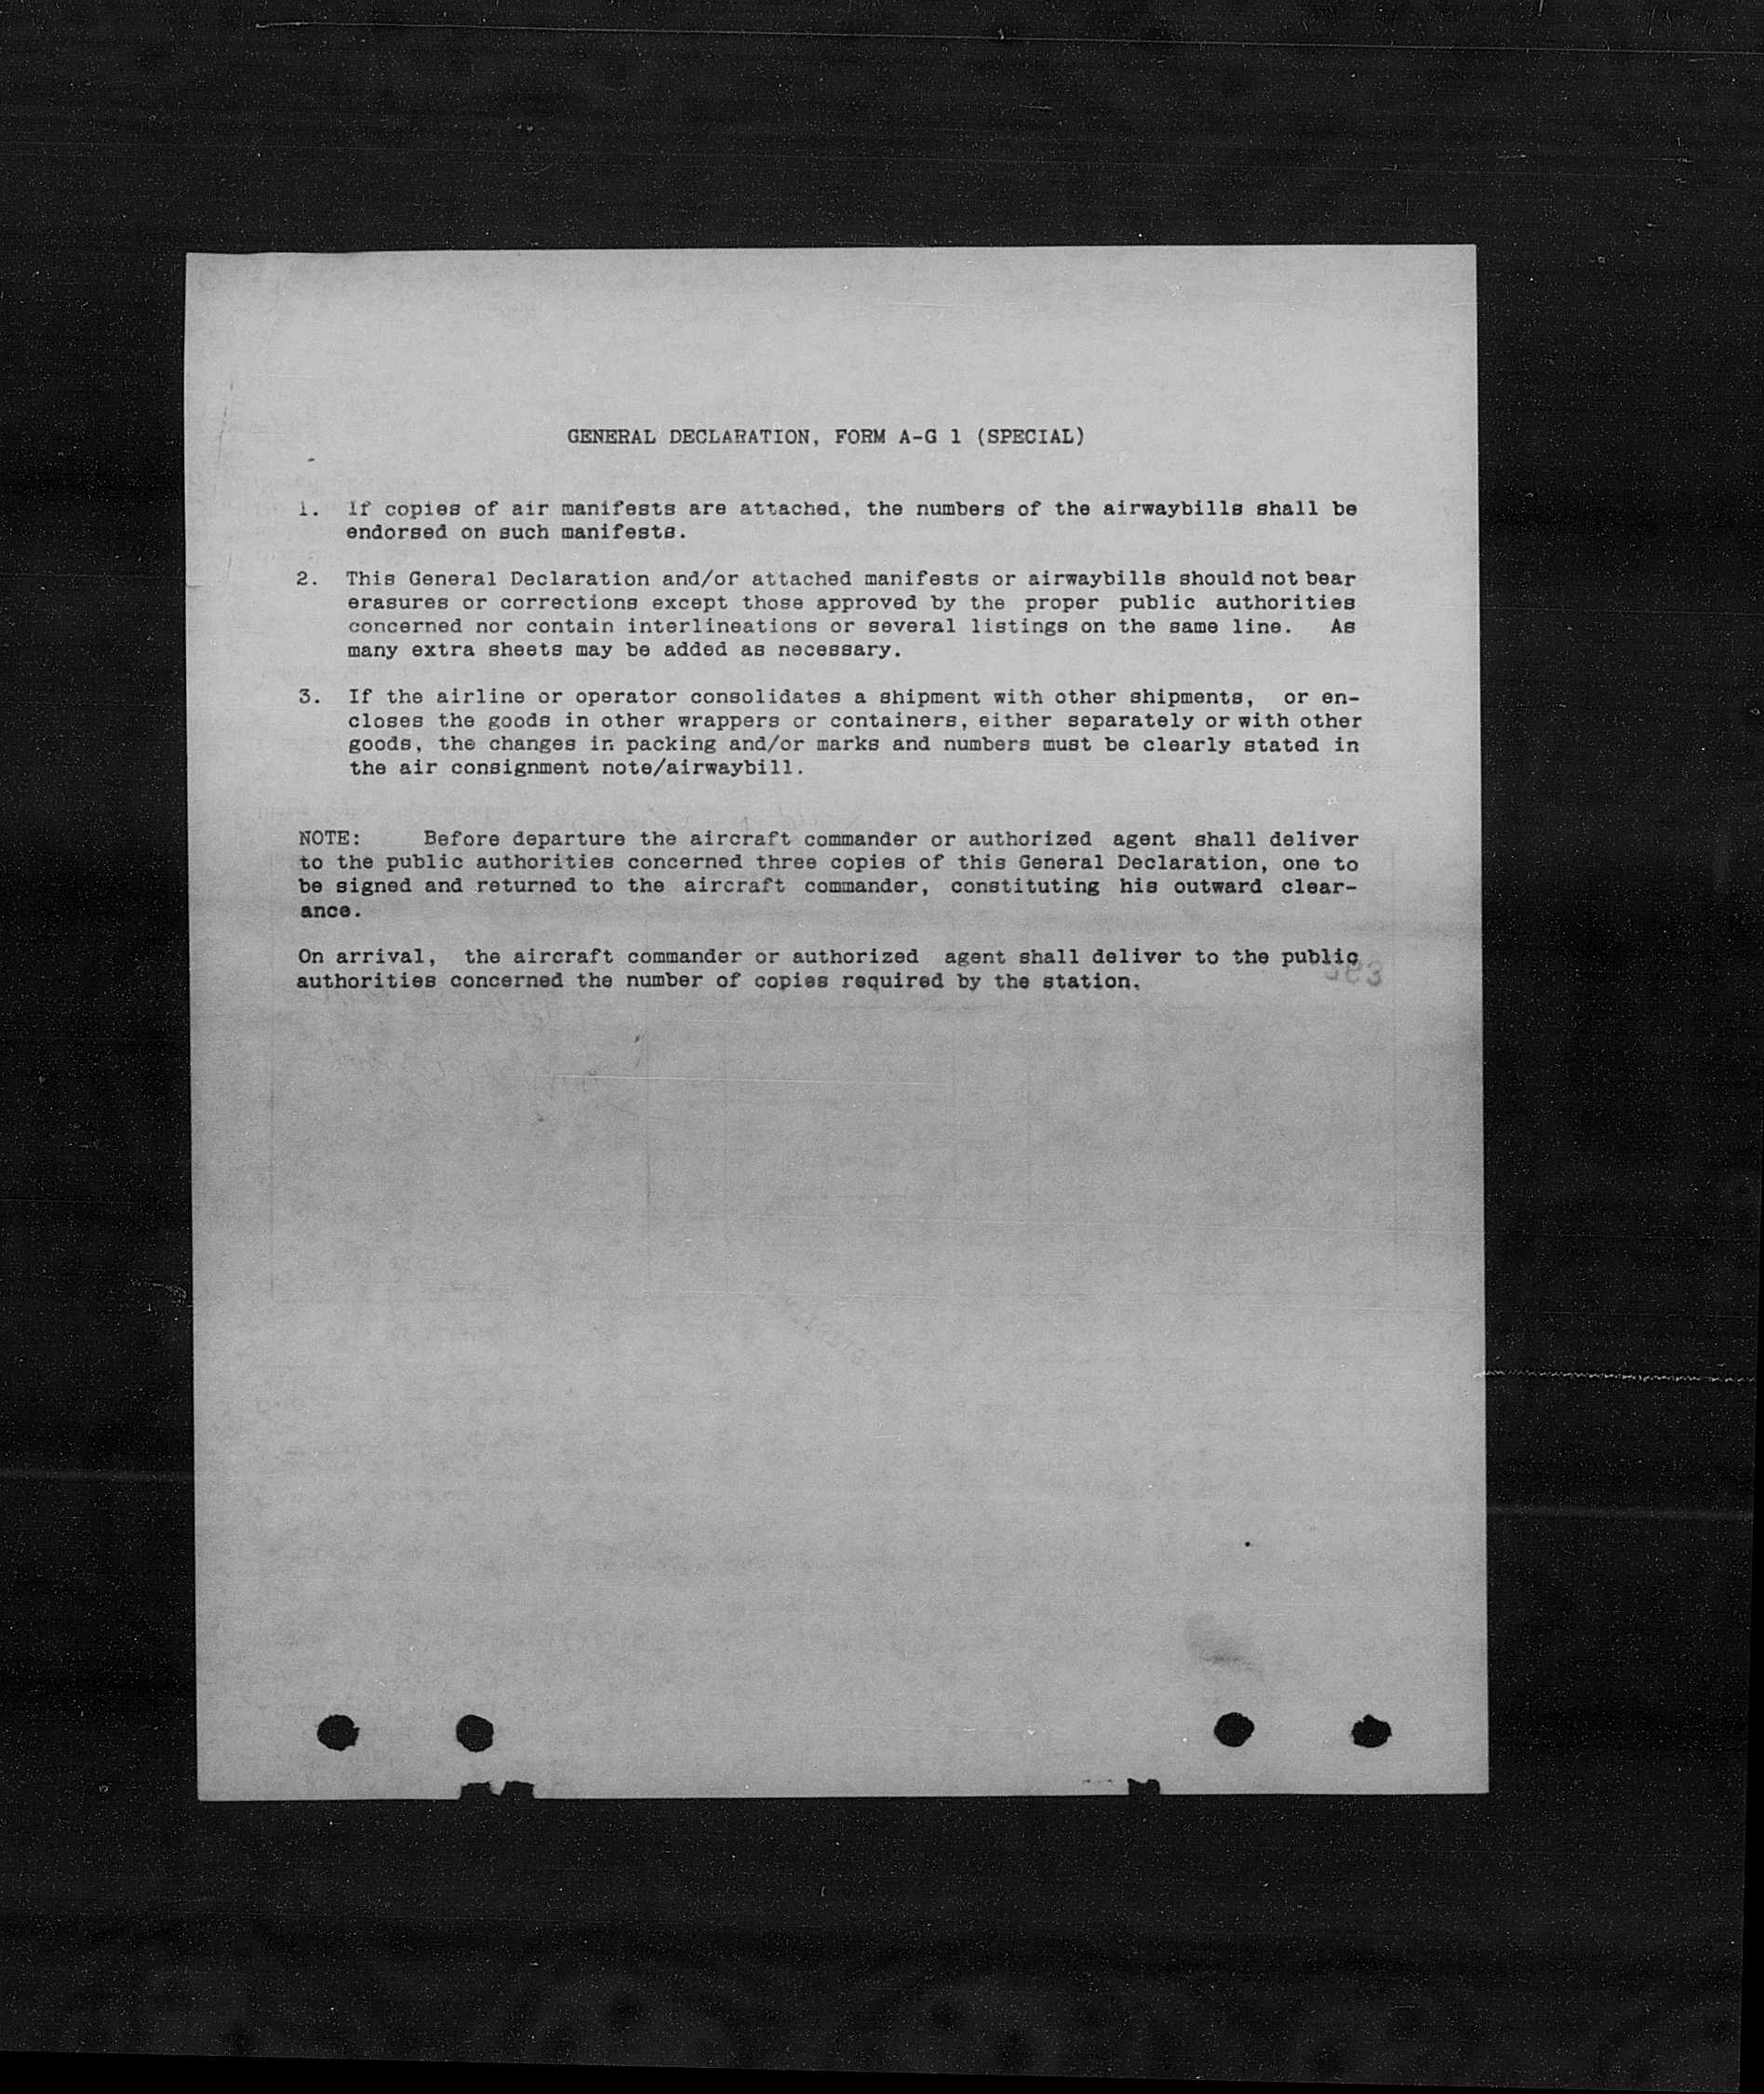 GENERAL DECLARATION, FORM A-G 1 (SPECIAL)
1. If copies of air manifests are attached, the numbers of the airwaybills shall be
endorsed on such manifests.
2. This General Declaration and/or attached manifests or airwaybills should not bear
erasures or corrections except those approved by the proper public authorities
concerned nor contain interlineations or several listings on the same line. As
many extra sheets may be added as necessary.
3. If the airline or operator consolidates a shipment with other shipments, or en-
closes the goods in other wrappers or containers, either separately or with other
goods, the changes in packing and/or marks and numbers must be clearly stated in
the air consignment note/airwaybill.
NOTE: Before departure the aircraft commander or authorized agent shall deliver
to the public authorities concerned three copies of this General Declaration, one to
be signed and returned to the aircraft commander, constituting his outward clear-
ance.
On arrival, the aircraft commander or authorized agent shall deliver to the public
authorities concerned the number of copies required by the station.